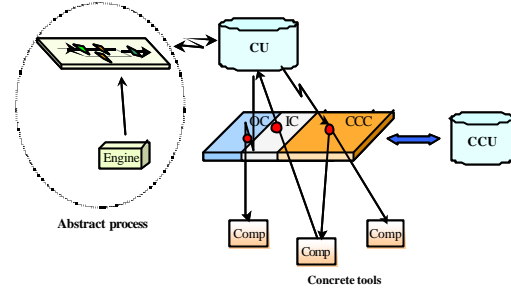 CU
OC IC CCC
CCU
Engine
Abstract process
Comp
Comp
Comp
Concrete tools